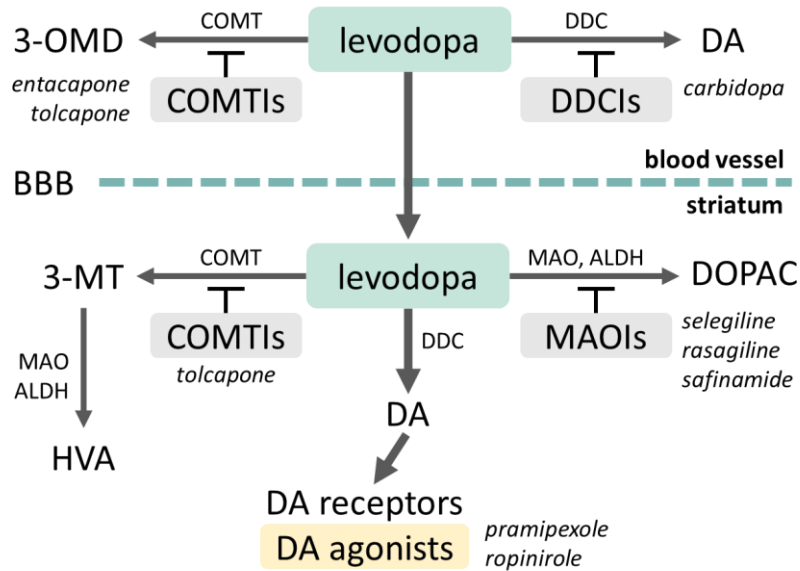 COMT
DDC
3-OMD
levodopa
DA
entacapone
tolcapone
COMTIs
DDCIs
carbidopa
blood vessel
BBB
striatum
COMT
MAO, ALDH
3-MT
levodopa
DOPAC
COMTIs
MAOIs
selegiline
rasagiline
safinamide
tolcapone
DDC
MAO
ALDH
DA
HVA
DA receptors
DA agonists
pramipexole
ropinirole